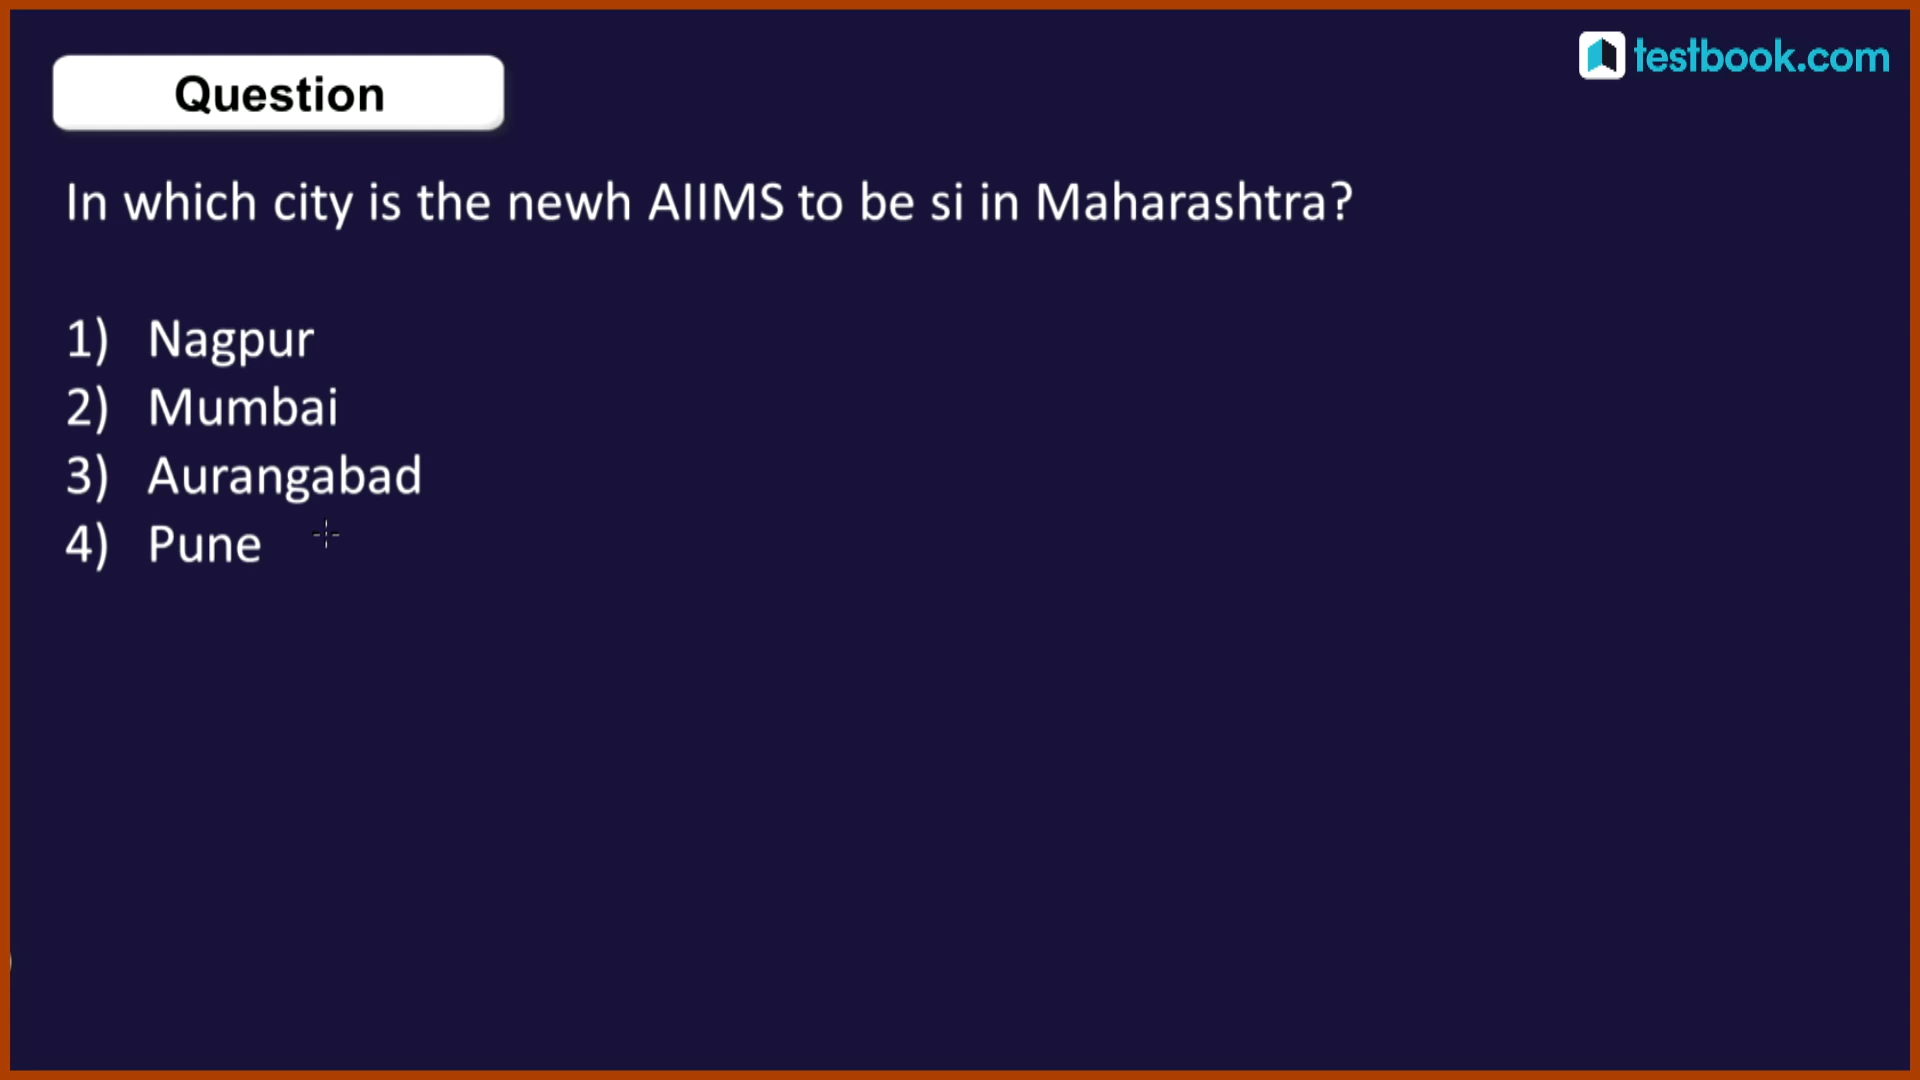 testbook.com
Question
In which city is the newh AIIMS to be si in Maharashtra?
1) Nagpur
2) Mumbai
3) Aurangabad
4) Pune